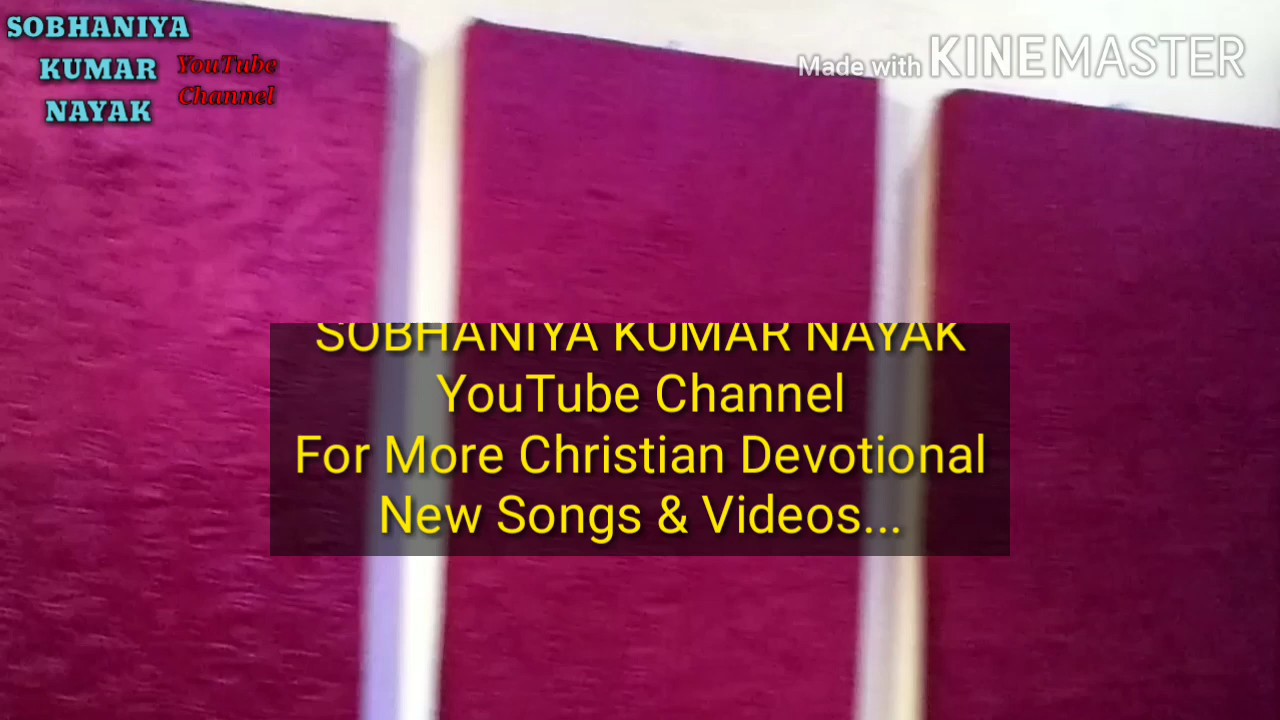 SOBHANIYA
KUMAR
NAYAK
YouTube
Channel
Made with KINEMASTER
SOBHANIYA KUMAR NAYAK
YouTube Channel
For More Christian Devotional
New Songs & Videos...